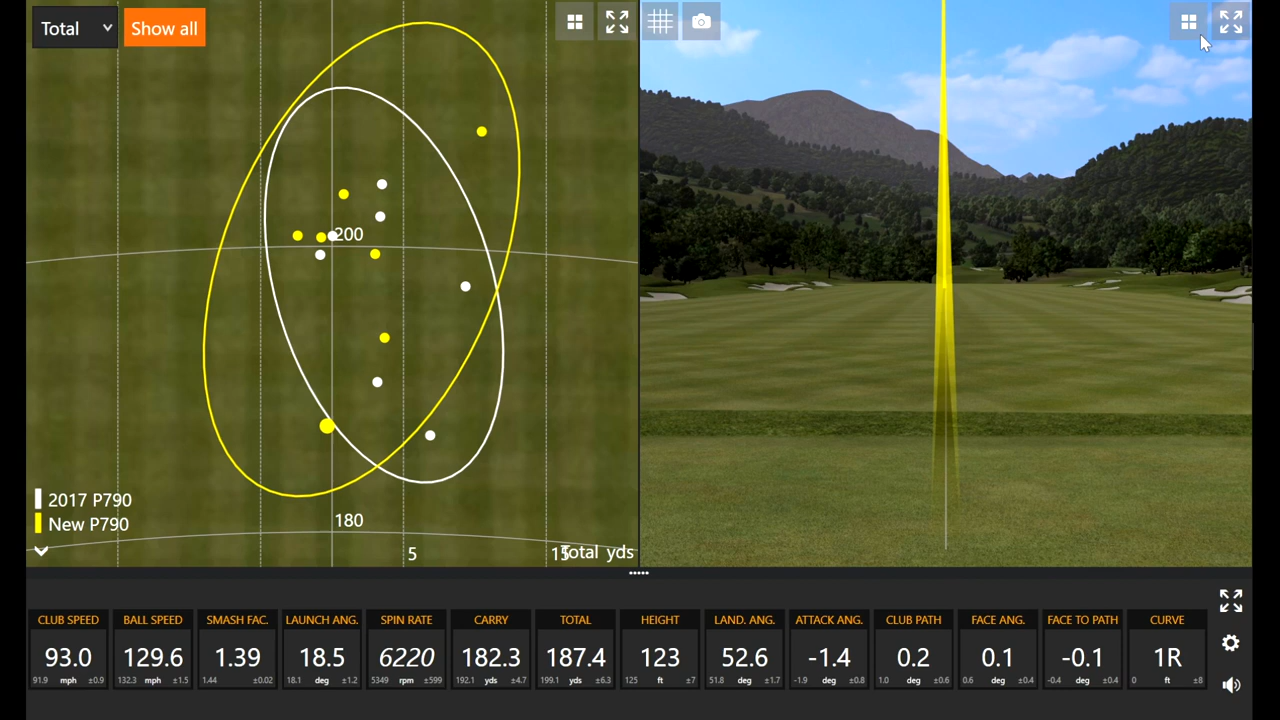 Total
Show all
200
2017 P790
New P790
180
5
15
Total yds
CLUB SPEED
93.0
91.9 mph ±0.9
BALL SPEED
129.6
132.3 mph ±1.5
SMASH FAC.
1.39
1.44 ±0.02
LAUNCH ANG.
18.5
18.1 deg ±1.2
SPIN RATE
6220
5349 rpm ±599
CARRY
182.3
192.1 yds ±4.7
TOTAL
187.4
199.1 yds ±6.3
HEIGHT
123
125 ft ±7
LAND. ANG.
52.6
51.8 deg ±1.7
ATTACK ANG.
-1.4
-1.9 deg ±0.8
CLUB PATH
0.2
1.0 deg ±0.6
FACE ANG.
0.1
0.6 deg ±0.4
FACE TO PATH
-0.1
-0.4 deg ±0.4
CURVE
1R
0 ft ±8